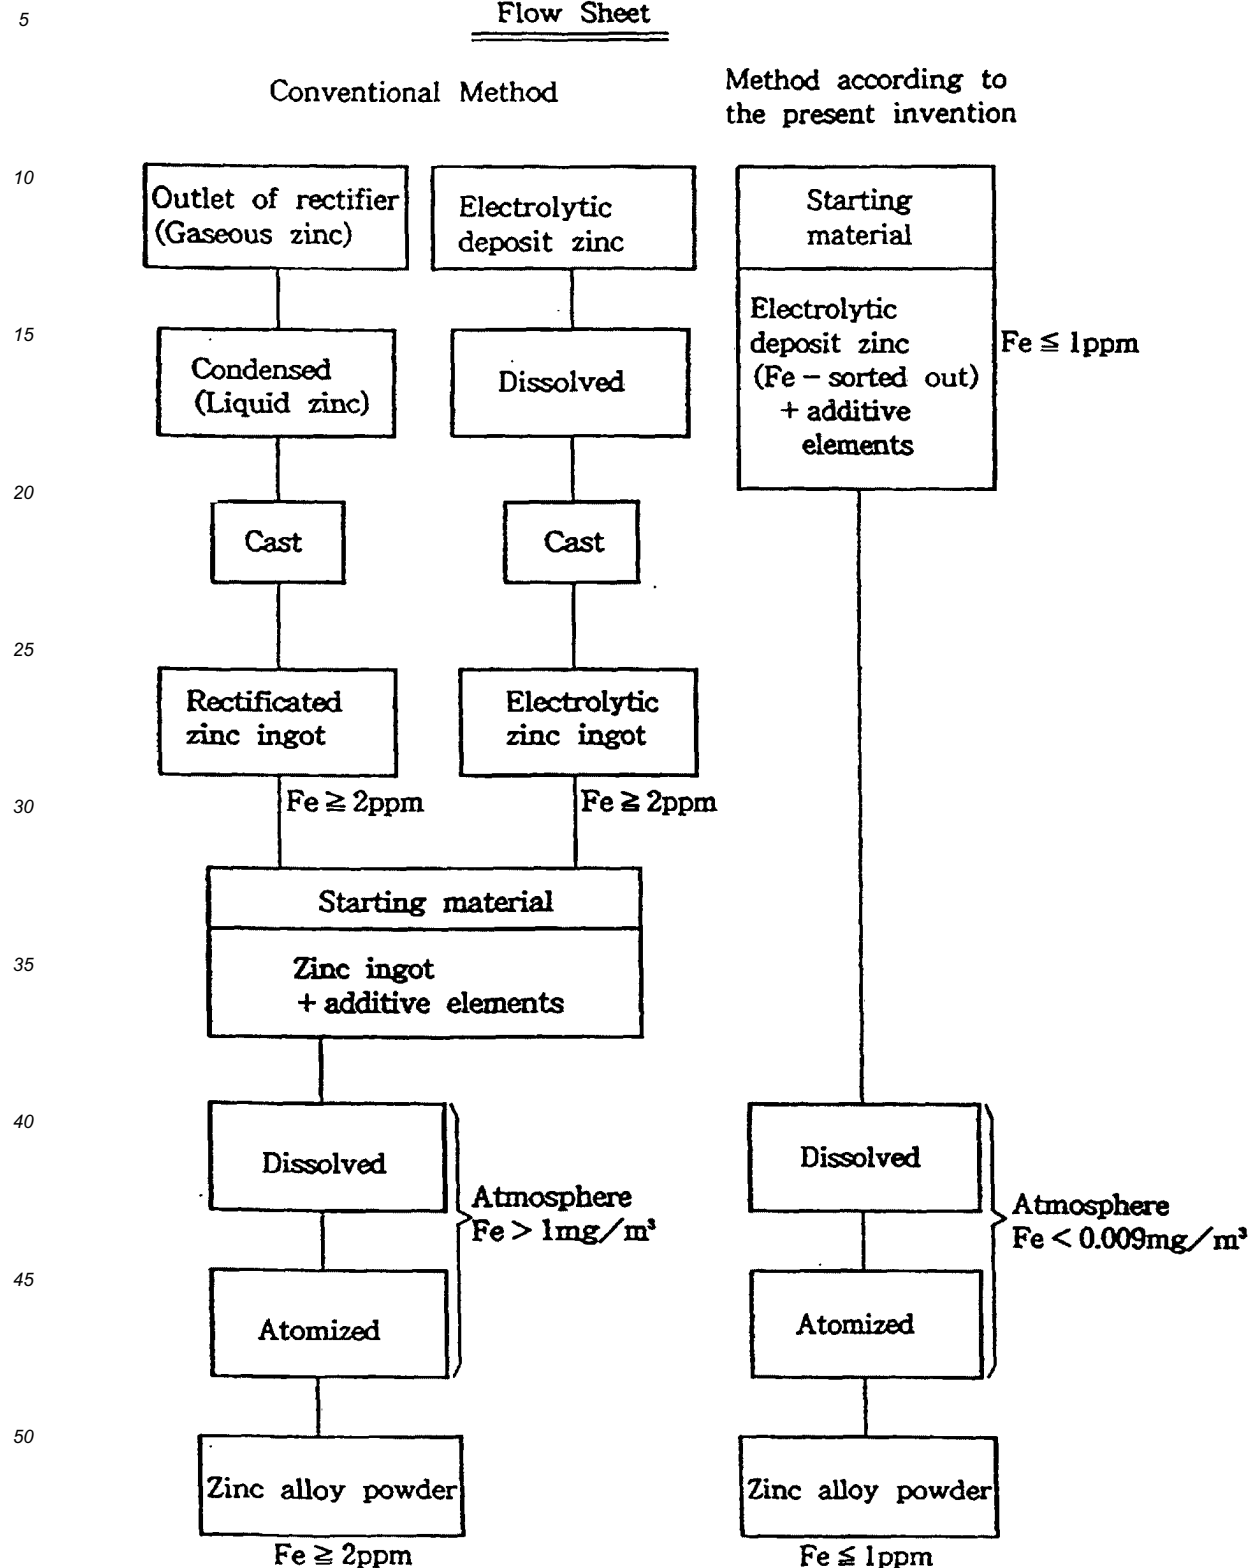 5
Flow Sheet
Conventional Method
Method according to
the present invention
10
Outlet of rectifier
(Gaseous zinc)
Electrolytic
deposit zinc
Starting
material
15
Condensed
(Liquid zinc)
Dissolved
Electrolytic
deposit zinc
(Fe – sorted out)
+ additive
elements
Fe ≦ 1ppm
20
Cast
Cast
25
Rectificated
zinc ingot
Electrolytic
zinc ingot
30
Fe ≧ 2ppm
Fe ≧ 2ppm
Starting material
35
Zinc ingot
+ additive elements
40
Dissolved
Atmosphere
Fe > 1mg/m³
Dissolved
Atmosphere
Fe < 0.009mg/m³
45
Atomized
Atomized
50
Zinc alloy powder
Zinc alloy powder
Fe ≧ 2ppm
Fe ≦ 1ppm